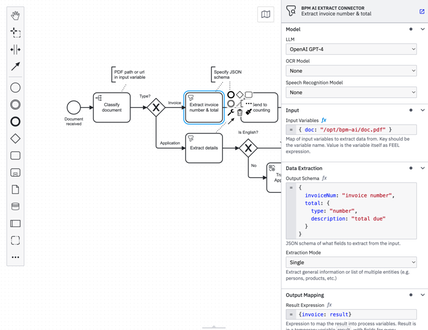 BPM AI EXTRACT CONNECTOR
Extract invoice number & total
Model
LLM
OpenAI GPT-4
OCR Model
None
Speech Recognition Model
None
Input
Input Variables fx
= { doc: "/opt/bpm-ai/doc.pdf" }
Map of input variables to extract data from. Key should be
the variable name. Value is the variable itself as FEEL
expression.
Data Extraction
Output Schema fx
= {
invoiceNum: "invoice number",
total: {
type: "number",
description: "total due"
}
}
JSON schema of what fields to extract from the input.
Extraction Mode
Single
Extract general information or list of multiple entities (e.g.
persons, products, etc.)
Output Mapping
Result Expression fx
= {invoice: result}
Expression to map the result into process variables. Result is
PDF path or url
in input variable
Specify JSON
schema
Document
received
Classify
document
Type?
Invoice
Extract invoice
number & total
Send to
accounting
Application
Extract details
Is English?
No